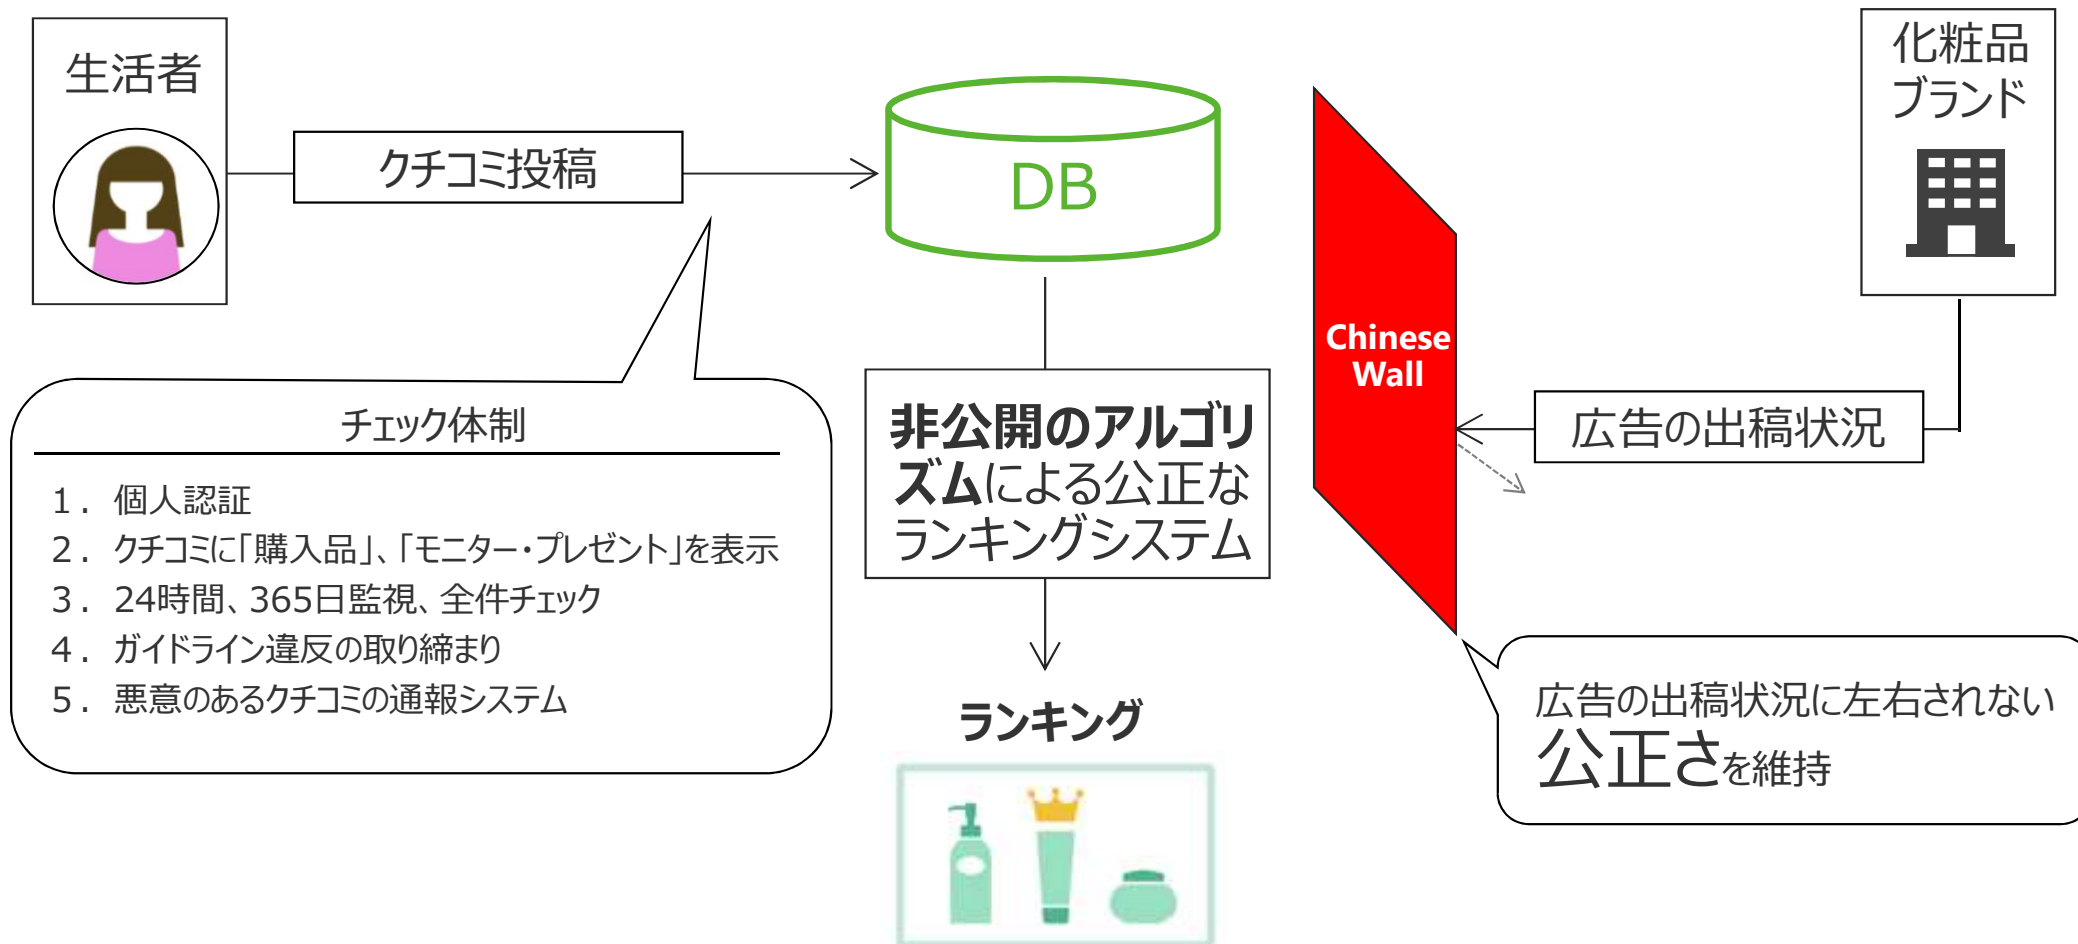 生活者
クチコミ投稿
DB
化粧品
ブランド
Chinese
Wall
広告の出稿状況
チェック体制
１．個人認証
２．クチコミに「購入品」、「モニター・プレゼント」を表示
３．24時間、365日監視、全件チェック
４．ガイドライン違反の取り締まり
５．悪意のあるクチコミの通報システム
非公開のアルゴリ
ズムによる公正な
ランキングシステム
ランキング
広告の出稿状況に左右されない
公正さを維持